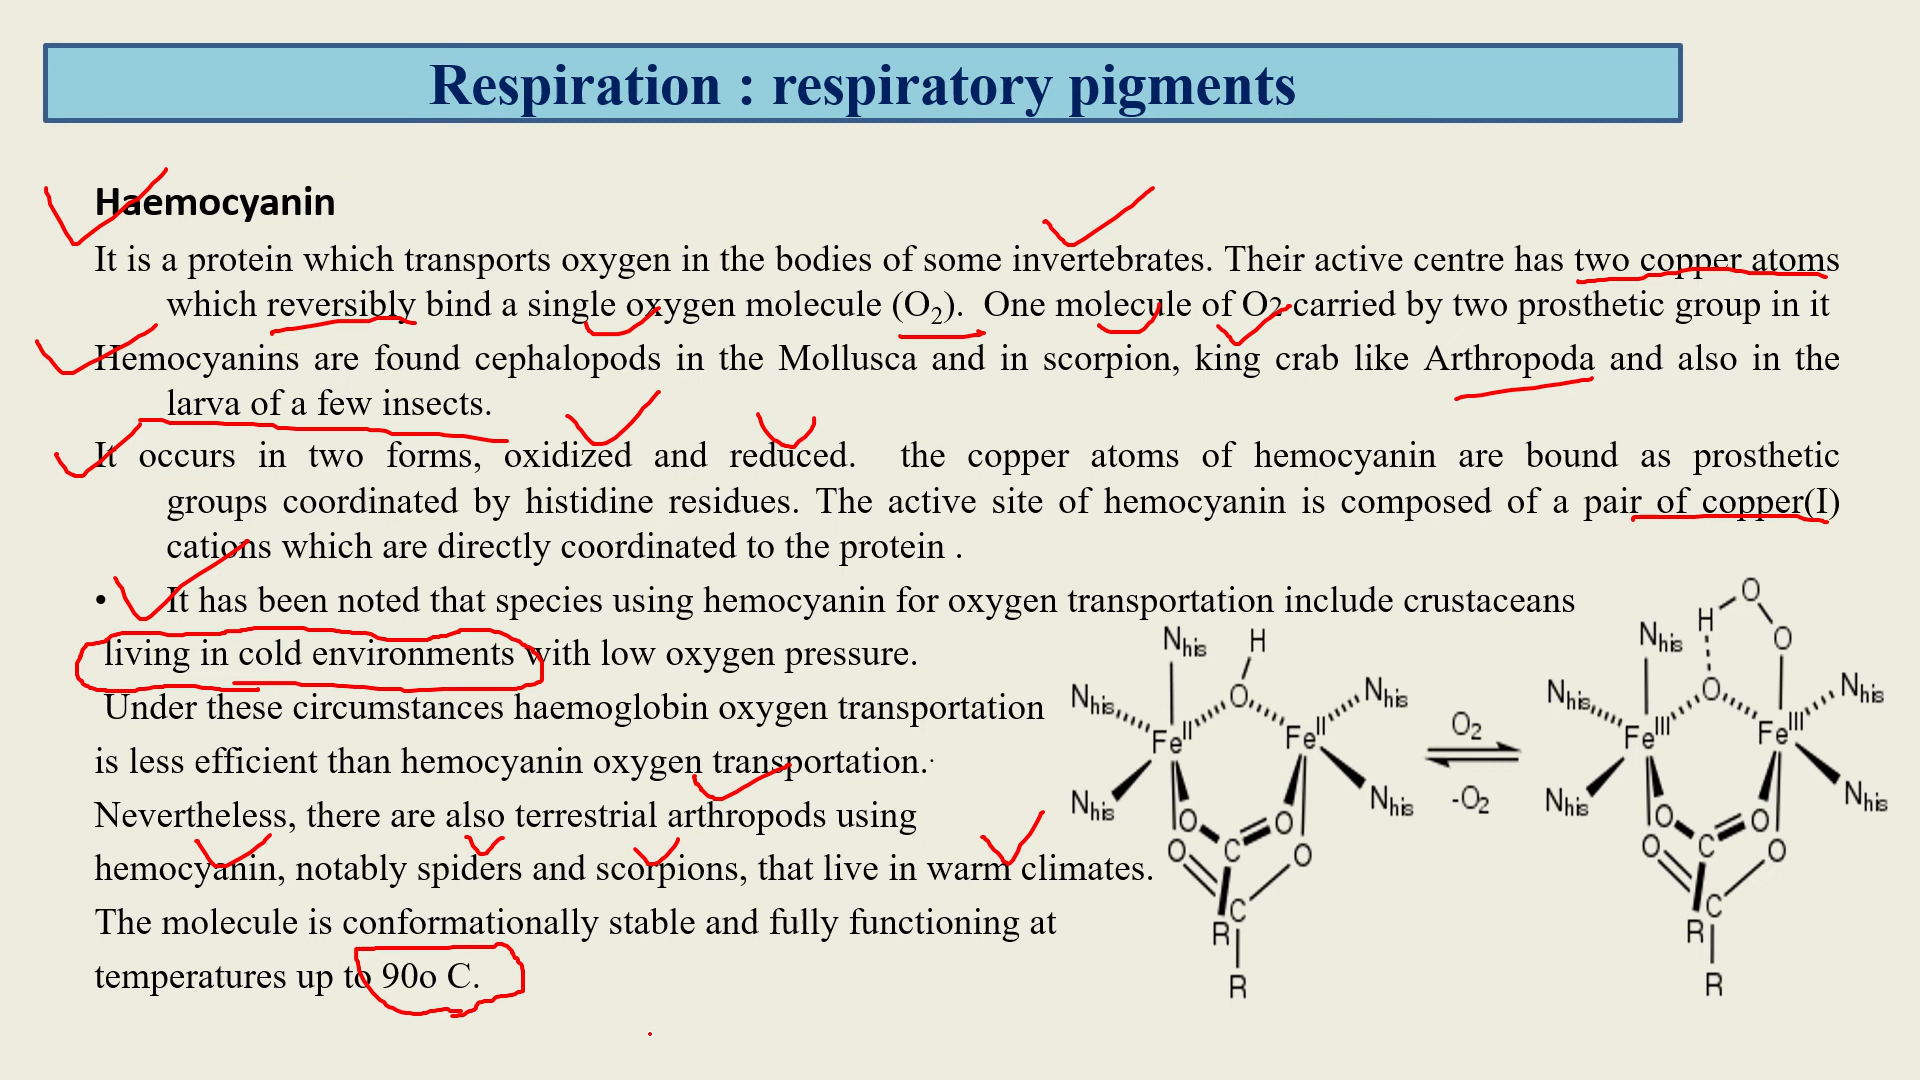 Respiration : respiratory pigments
Haemocyanin
It is a protein which transports oxygen in the bodies of some invertebrates. Their active centre has two copper atoms
which reversibly bind a single oxygen molecule (O2).  One molecule of O2 carried by two prosthetic group in it
Hemocyanins are found cephalopods in the Mollusca and in scorpion, king crab like Arthropoda and also in the
larva of a few insects.
It occurs in two forms, oxidized and reduced.  the copper atoms of hemocyanin are bound as prosthetic
groups coordinated by histidine residues. The active site of hemocyanin is composed of a pair of copper(I)
cations which are directly coordinated to the protein .
• It has been noted that species using hemocyanin for oxygen transportation include crustaceans
living in cold environments with low oxygen pressure.
Under these circumstances haemoglobin oxygen transportation
is less efficient than hemocyanin oxygen transportation.
Nevertheless, there are also terrestrial arthropods using
hemocyanin, notably spiders and scorpions, that live in warm climates.
The molecule is conformationally stable and fully functioning at
temperatures up to 90o C.
Nhis H
Nhis O Nhis
FeII FeII
Nhis Nhis
O O
O C O
C
R
R
O2
-O2
O
Nhis H O
Nhis O Nhis
FeIII FeIII
Nhis Nhis
O O
O C O
C
R
R